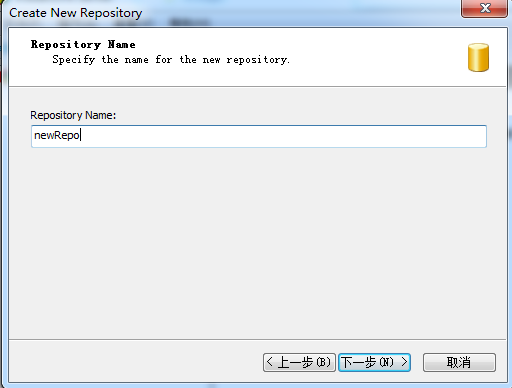 Create New Repository
Repository Name
Specify the name for the new repository.
Repository Name:
newRepo
< 上一步(B) 下一步(N) > 取消